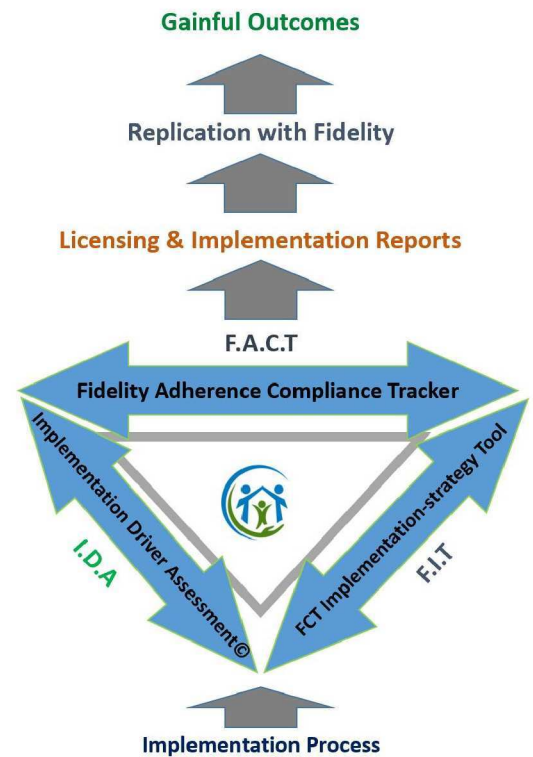 Gainful Outcomes
Replication with Fidelity
Licensing & Implementation Reports
F.A.C.T
Fidelity Adherence Compliance Tracker
Implementation Driver Assessment©
I.D.A
FCT Implementation-strategy Tool
F.I.T
Implementation Process